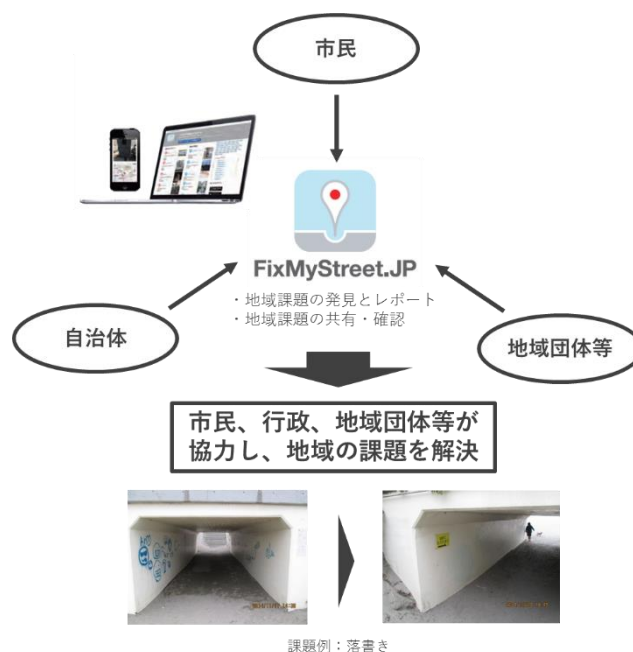 市民
FixMyStreet.JP
・地域課題の発見とレポート
・地域課題の共有・確認
自治体
地域団体等
市民、行政、地域団体等が
協力し、地域の課題を解決
課題例：落書き